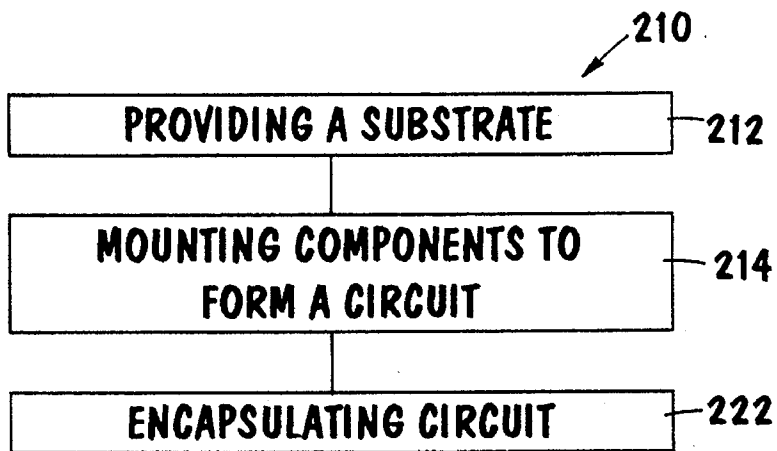 210
PROVIDING A SUBSTRATE
212
MOUNTING COMPONENTS TO
FORM A CIRCUIT
214
ENCAPSULATING CIRCUIT
222